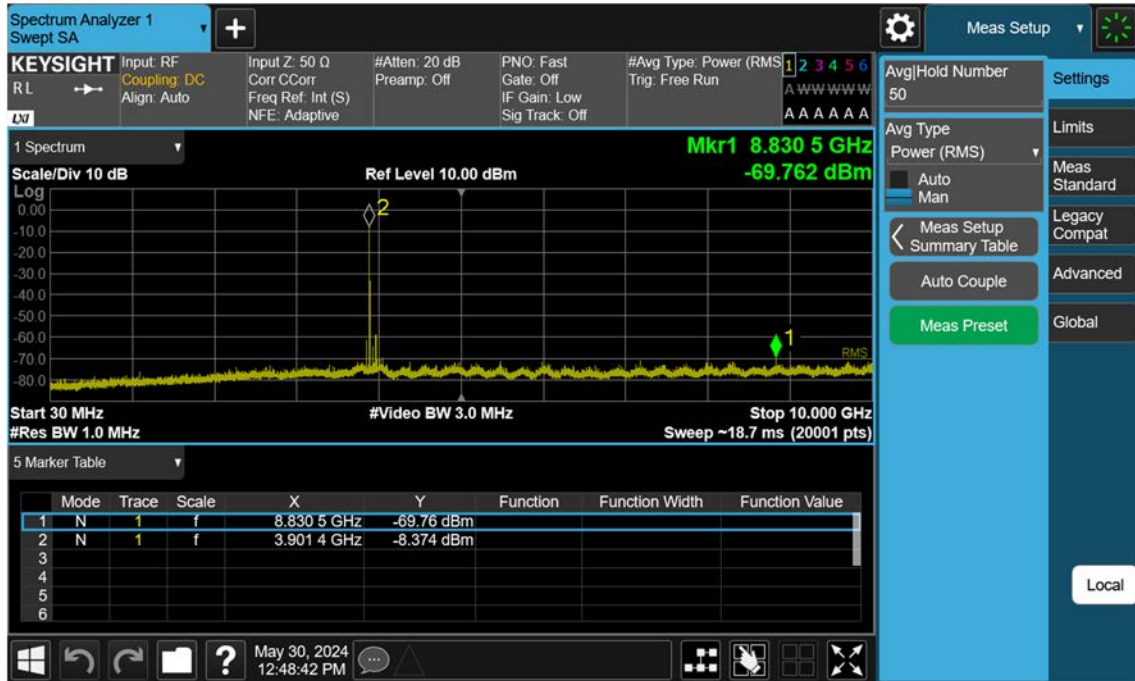 Spectrum Analyzer 1
Swept SA
Meas Setup
KEYSIGHT
R L
LXI
Input: RF
Coupling: DC
Align: Auto
Input Z: 50 Ω
Corr CCorr
Freq Ref: Int (S)
NFE: Adaptive
#Atten: 20 dB
Preamp: Off
PNO: Fast
Gate: Off
IF Gain: Low
Sig Track: Off
#Avg Type: Power (RMS
Trig: Free Run
1 2 3 4 5 6
A W W W W W
A A A A A A
1 Spectrum
Mkr1 8.830 5 GHz
Scale/Div 10 dB
Ref Level 10.00 dBm
-69.762 dBm
Log
0.00
-10.0
-20.0
-30.0
-40.0
-50.0
-60.0
-70.0
-80.0
2
1
RMS
Start 30 MHz
#Video BW 3.0 MHz
Stop 10.000 GHz
#Res BW 1.0 MHz
Sweep ~18.7 ms (20001 pts)
5 Marker Table
Mode Trace Scale X Y Function Function Width Function Value
1 N 1 f 8.830 5 GHz -69.76 dBm
2 N 1 f 3.901 4 GHz -8.374 dBm
3
4
5
6
May 30, 2024
12:48:42 PM
Avg|Hold Number
50
Avg Type
Power (RMS)
Auto
Man
Meas Setup
Summary Table
Auto Couple
Meas Preset
Settings
Limits
Meas
Standard
Legacy
Compat
Advanced
Global
Local